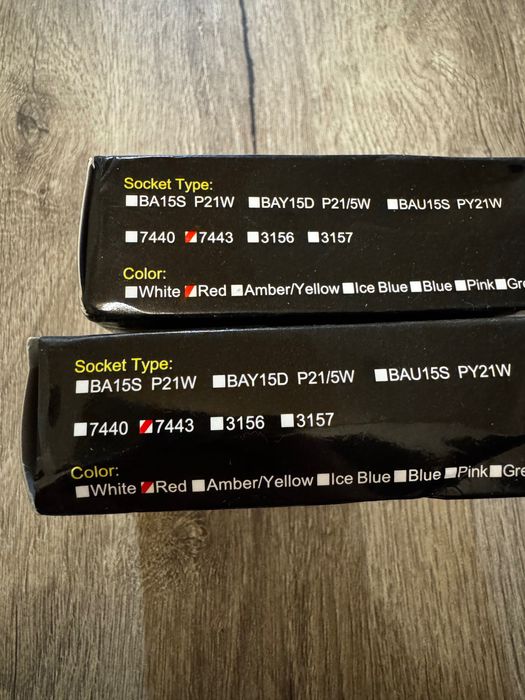 Socket Type:
BA15S P21W BAY15D P21/5W BAU15S PY21W
7440 7443 3156 3157
Color:
White Red Amber/Yellow Ice Blue Blue Pink Gre
Socket Type:
BA15S P21W BAY15D P21/5W BAU15S PY21W
7440 7443 3156 3157
Color:
White Red Amber/Yellow Ice Blue Blue Pink Gre